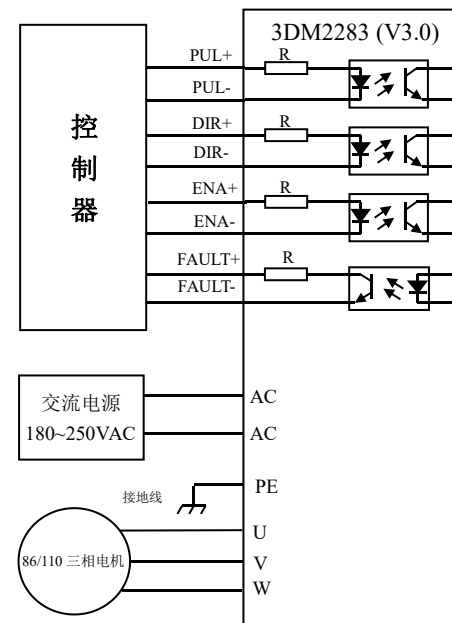 3DM2283 (V3.0)
PUL+
R
PUL-
DIR+
R
DIR-
控
制
器
ENA+
R
ENA-
FAULT+
R
FAULT-
交流电源
180~250VAC
AC
AC
接地线
PE
86/110 三相电机
U
V
W